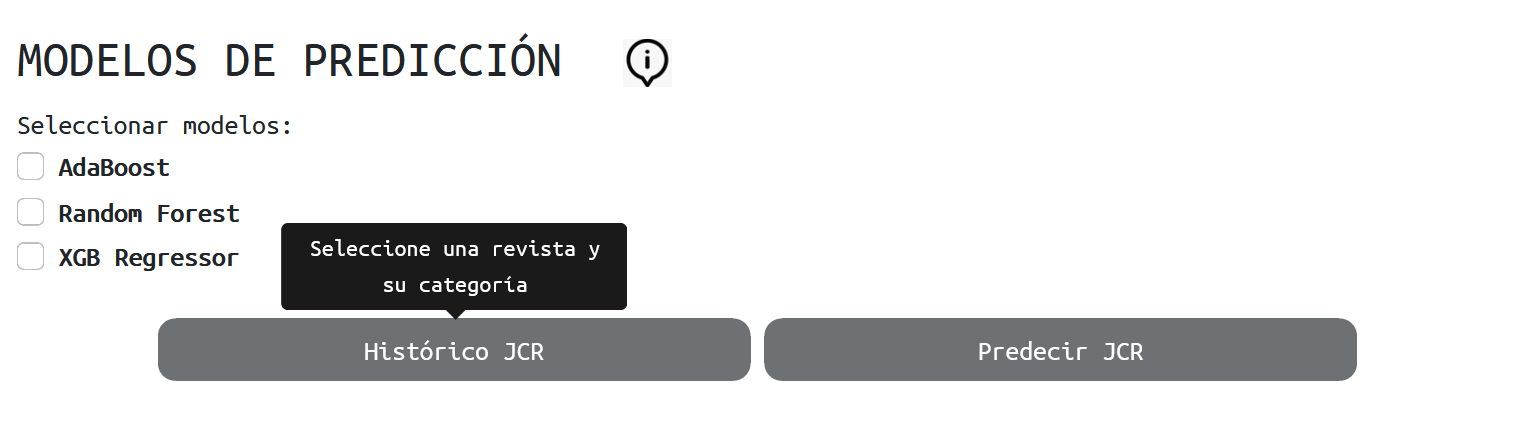 MODELOS DE PREDICCIÓN
Seleccionar modelos:
AdaBoost
Random Forest
XGB Regressor
Seleccione una revista y
su categoría
Histórico JCR
Predecir JCR